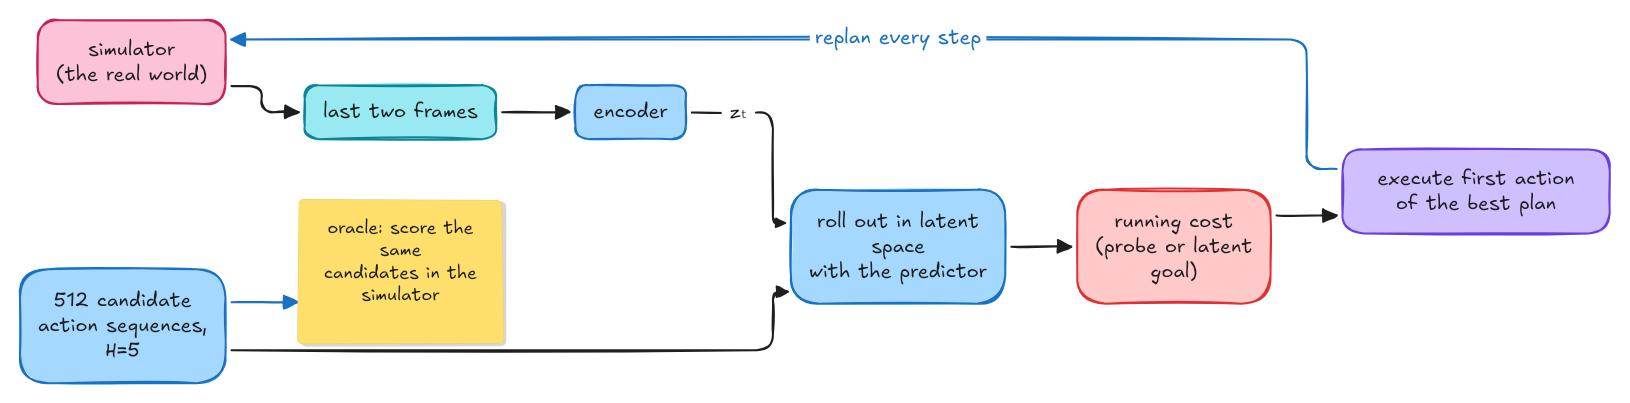 simulator
(the real world)
replan every step
last two frames
encoder
zt
execute first action
of the best plan
oracle: score the
same
candidates in the
simulator
roll out in latent
space
with the predictor
running cost
(probe or latent
goal)
512 candidate
action sequences,
H=5